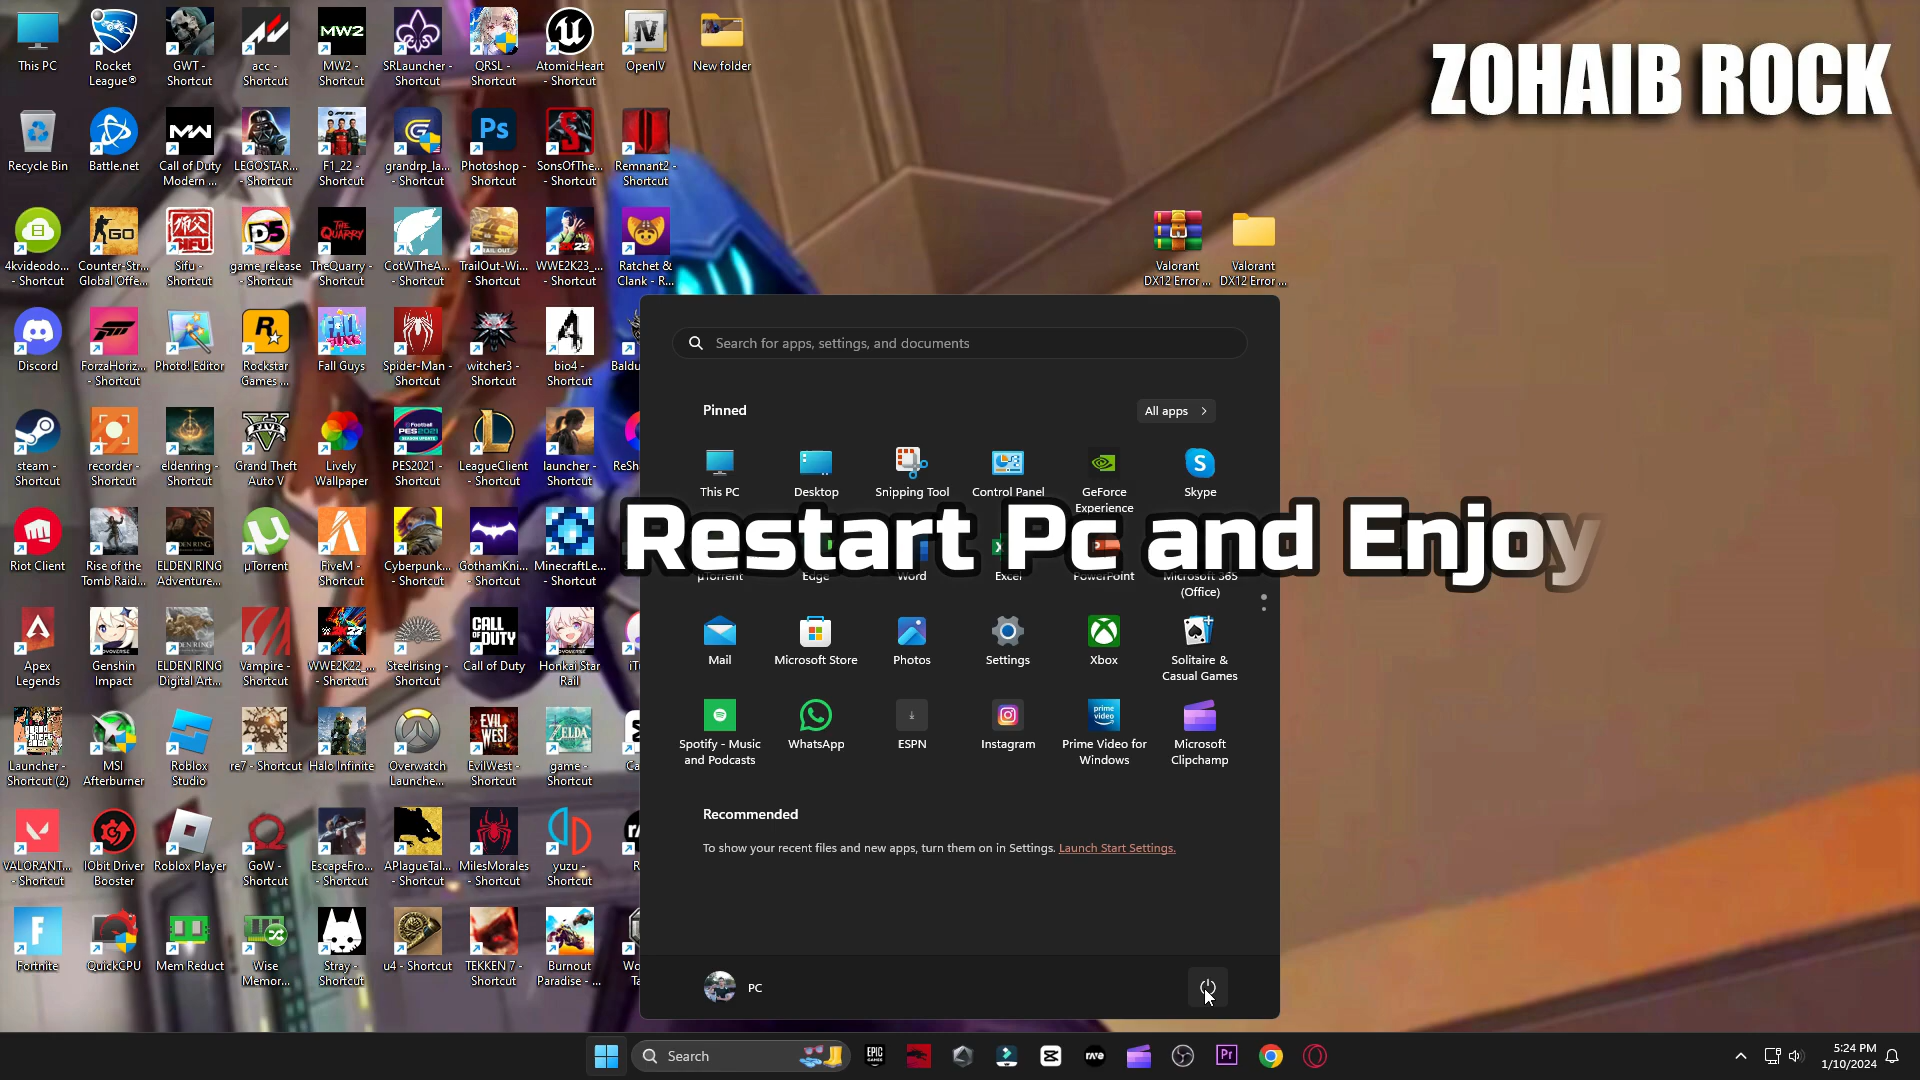 ZOHAIB ROCK
This PC
Rocket League®
GWT - Shortcut
acc - Shortcut
MW2 - Shortcut
SRLauncher - Shortcut
QRSL - Shortcut
AtomicHeart - Shortcut
OpenIV
New folder
Recycle Bin
Battle.net
Call of Duty Modern ...
LEGOSTAR... - Shortcut
F1_22 - Shortcut
grandrp_la... - Shortcut
Photoshop - Shortcut
SonsOfThe... - Shortcut
Remnant2 - Shortcut
4kvideodo... - Shortcut
Counter-Str... Global Offe...
Sifu - Shortcut
game_release - Shortcut
TheQuarry - Shortcut
CotWTheA... - Shortcut
TrailOut-Wi... - Shortcut
WWE2K23_... - Shortcut
Ratchet & Clank - R...
Valorant DX12 Error ...
Valorant DX12 Error ...
Discord
ForzaHoriz... - Shortcut
Photo! Editor
Rockstar Games ...
Fall Guys
Spider-Man - Shortcut
witcher3 - Shortcut
bio4 - Shortcut
steam - Shortcut
recorder - Shortcut
eldenring - Shortcut
Grand Theft Auto V
Lively Wallpaper
PES2021 - Shortcut
LeagueClient - Shortcut
launcher - Shortcut
Riot Client
Rise of the Tomb Raid...
ELDEN RING Adventure...
µTorrent
FiveM - Shortcut
Cyberpunk... - Shortcut
GothamKni... - Shortcut
MinecraftLe... - Shortcut
Apex Legends
Genshin Impact
ELDEN RING Digital Art...
Vampire - Shortcut
WWE2K22_... - Shortcut
Steelrising - Shortcut
Call of Duty
Honkai Star Rail
Launcher - Shortcut (2)
MSI Afterburner
Roblox Studio
re7 - Shortcut
Halo Infinite
Overwatch Launche...
EvilWest - Shortcut
game - Shortcut
VALORANT... - Shortcut
IObit Driver Booster
Roblox Player
GoW - Shortcut
EscapeFro... - Shortcut
APlagueTal... - Shortcut
MilesMorales - Shortcut
yuzu - Shortcut
Fortnite
QuickCPU
Mem Reduct
Wise Memor...
Stray - Shortcut
u4 - Shortcut
TEKKEN 7 - Shortcut
Burnout Paradise - ...
Search for apps, settings, and documents
Pinned
All apps
This PC
Desktop
Snipping Tool
Control Panel
GeForce Experience
Skype
Restart Pc and Enjoy
µTorrent
Edge
Word
Excel
PowerPoint
Microsoft 365 (Office)
Mail
Microsoft Store
Photos
Settings
Xbox
Solitaire & Casual Games
Spotify - Music and Podcasts
WhatsApp
ESPN
Instagram
Prime Video for Windows
Microsoft Clipchamp
Recommended
To show your recent files and new apps, turn them on in Settings. Launch Start Settings.
PC
Search
5:24 PM
1/10/2024